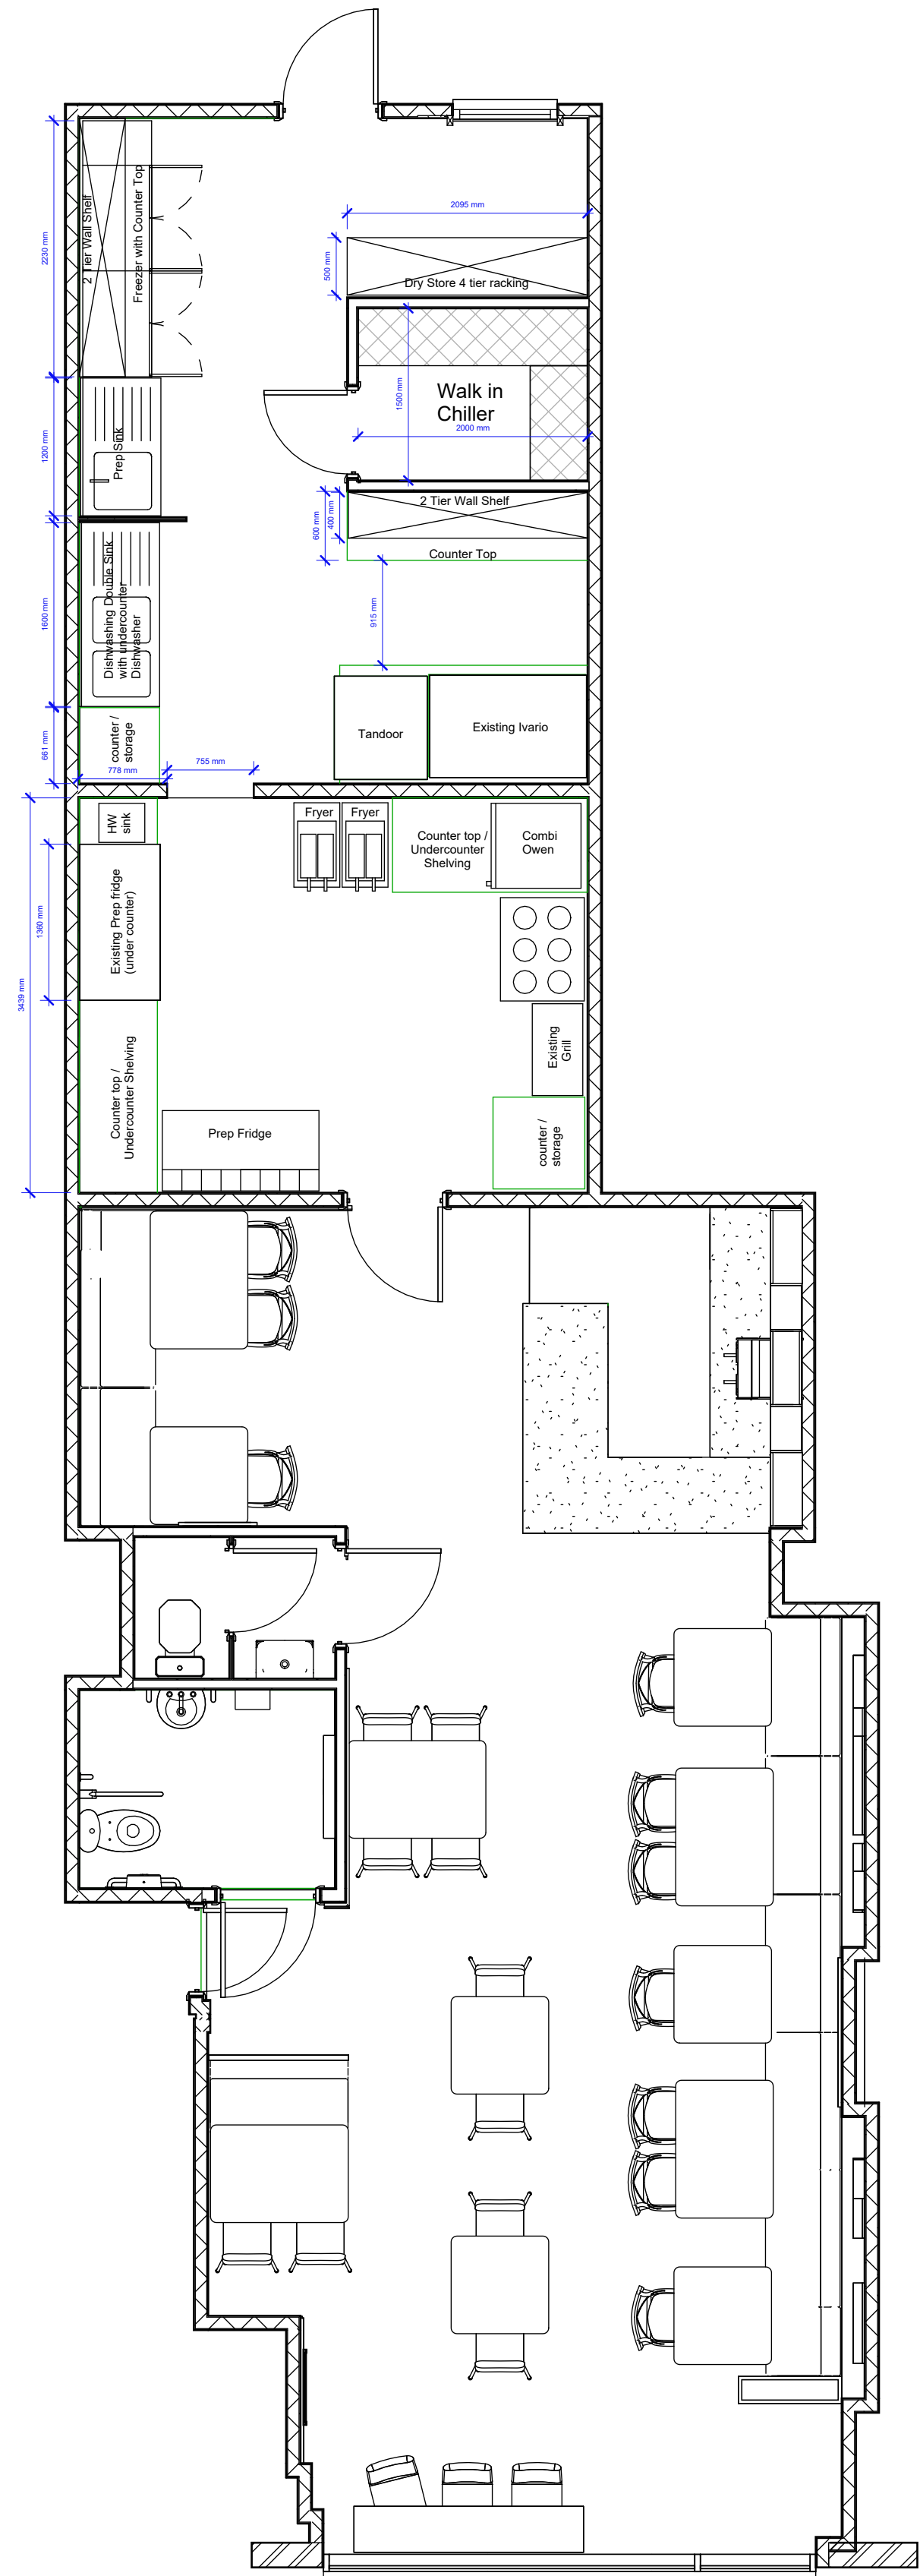 2095 mm
2230 mm
2 Tier Wall Shelf
Freezer with Counter Top
500 mm
Dry Store 4 tier racking
1500 mm
Walk in
Chiller
2000 mm
1200 mm
Prep Sink
2 Tier Wall Shelf
600 mm
400 mm
Counter Top
1600 mm
Dishwashing Double Sink
with undercounter
Dishwasher
915 mm
Tandoor
Existing Ivario
661 mm
counter /
storage
778 mm
755 mm
HW
sink
Fryer
Fryer
Counter top /
Undercounter
Shelving
Combi
Owen
1360 mm
Existing Prep fridge
(under counter)
3439 mm
Existing
Grill
Counter top /
Undercounter Shelving
Prep Fridge
counter /
storage